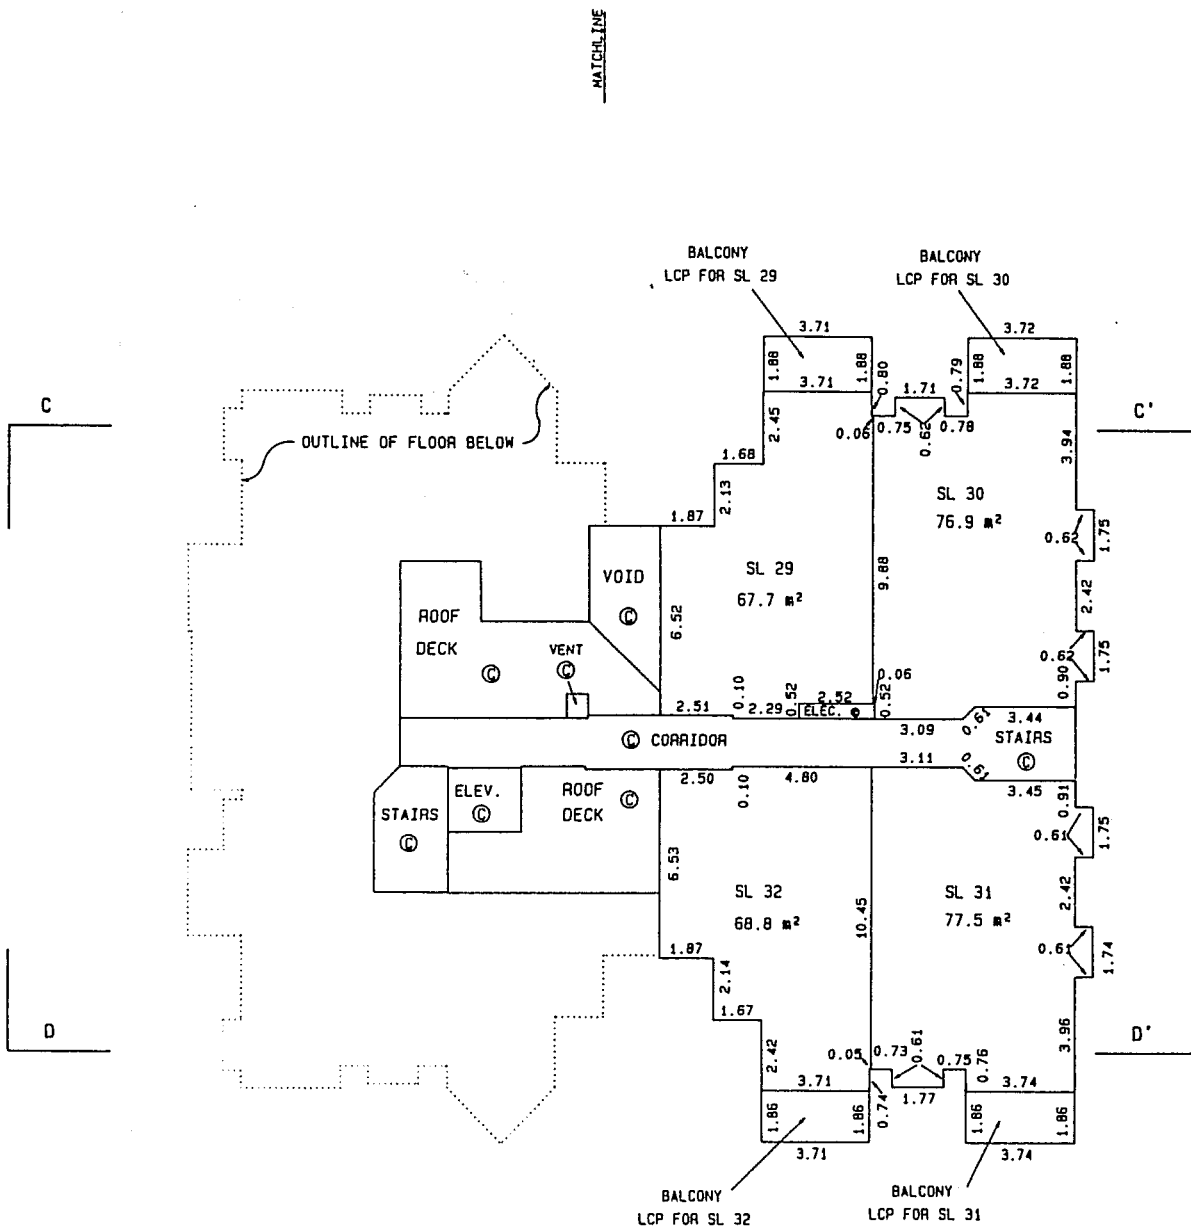 MATCHLINE
BALCONY
LCP FOR SL 29
BALCONY
LCP FOR SL 30
3.71
3.72
1.88
1.88
0.80
1.71
0.79
1.88
1.88
3.71
3.72
C
C'
OUTLINE OF FLOOR BELOW
2.45
0.06
0.75
0.62
0.78
3.94
1.68
2.13
SL 30
76.9 m²
1.87
0.62
1.75
VOID
©
SL 29
67.7 m²
9.88
2.42
6.52
ROOF
DECK
©
VENT
©
0.62
1.75
0.06
0.90
2.51
0.10
2.29
0.52
2.52
ELEC. ©
0.52
3.09
0.61
3.44
STAIRS
©
© CORRIDOR
2.50
0.10
4.80
3.11
0.61
3.45
0.91
ELEV.
©
ROOF
DECK
©
STAIRS
©
0.61
1.75
6.53
SL 32
68.8 m²
10.45
SL 31
77.5 m²
2.42
0.61
1.74
1.87
2.14
1.67
D
D'
2.42
0.05
0.73
0.61
0.75
0.76
3.96
3.71
0.74
1.77
3.74
1.86
1.86
1.86
1.86
3.71
3.74
BALCONY
LCP FOR SL 32
BALCONY
LCP FOR SL 31